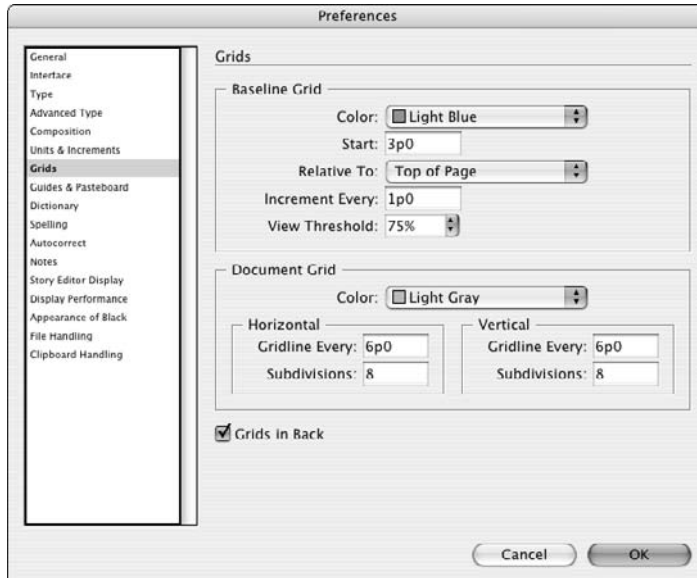 Preferences
General
Interface
Type
Advanced Type
Composition
Units & Increments
Grids
Guides & Pasteboard
Dictionary
Spelling
Autocorrect
Notes
Story Editor Display
Display Performance
Appearance of Black
File Handling
Clipboard Handling
Grids
Baseline Grid
Color: Light Blue
Start: 3p0
Relative To: Top of Page
Increment Every: 1p0
View Threshold: 75%
Document Grid
Color: Light Gray
Horizontal
Gridline Every: 6p0
Subdivisions: 8
Vertical
Gridline Every: 6p0
Subdivisions: 8
Grids in Back
Cancel
OK